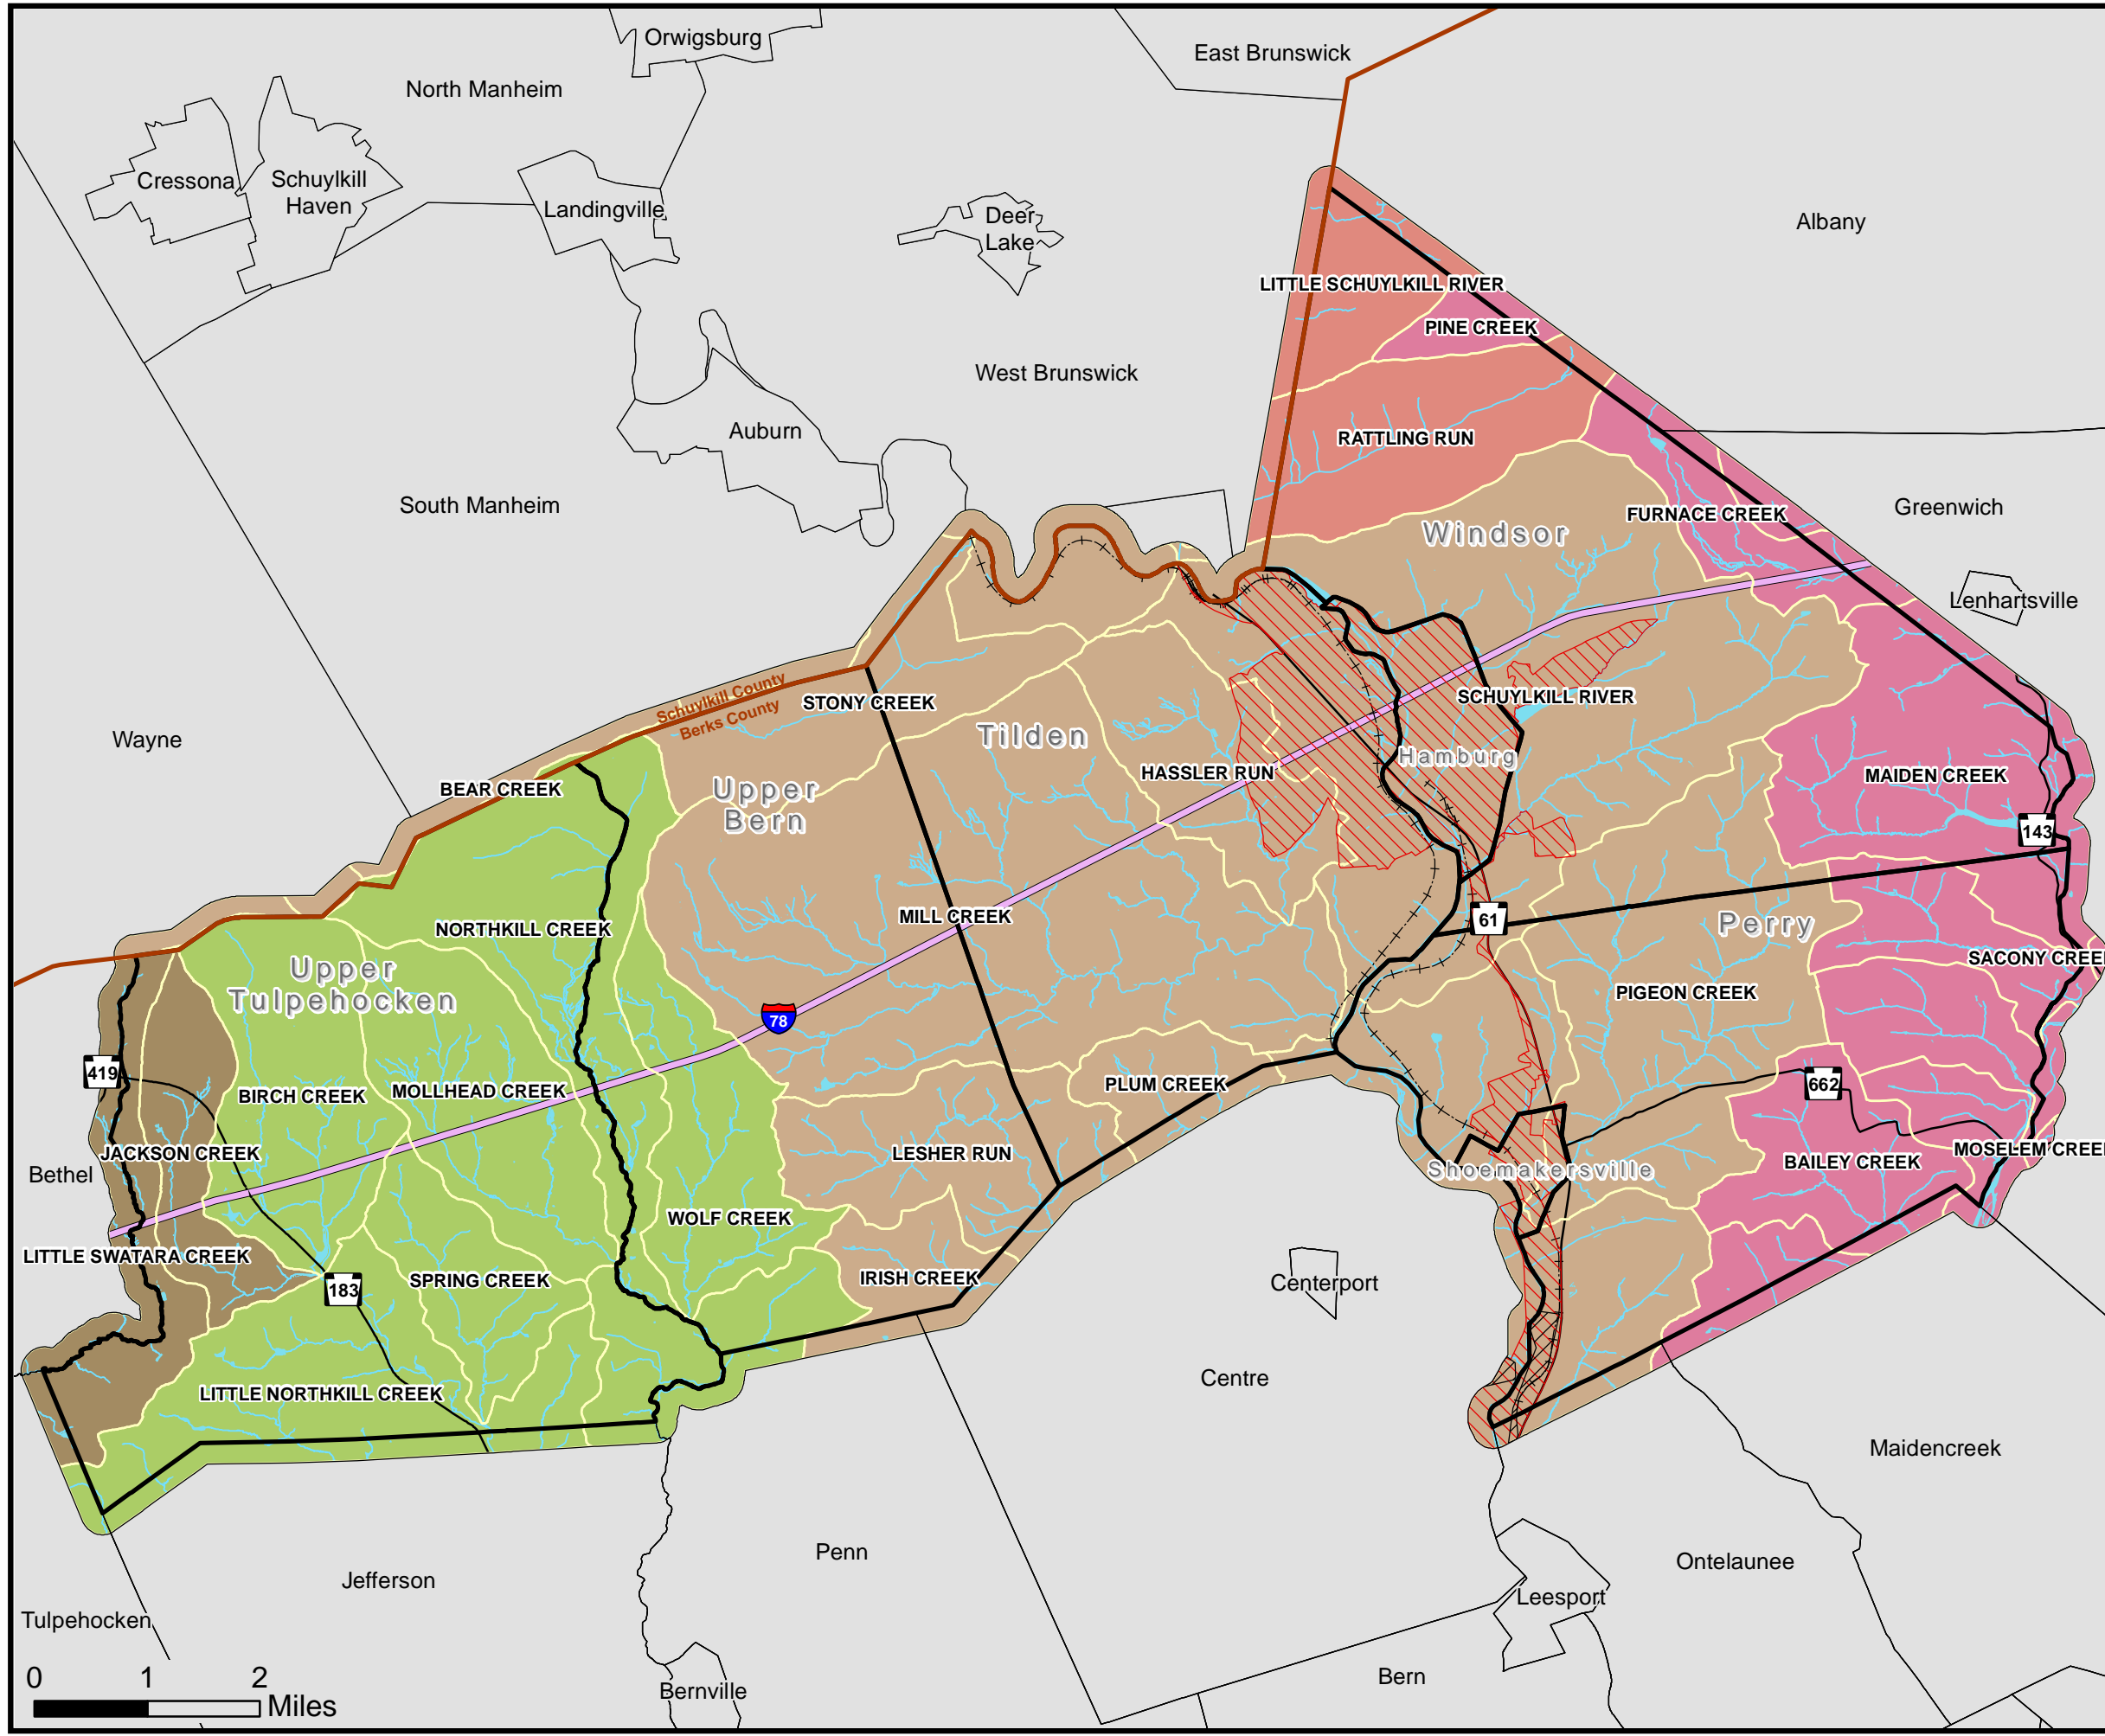 Orwigsburg
East Brunswick
North Manheim
Cressona
Schuylkill
Haven
Landingville
Deer
Lake
Albany
LITTLE SCHUYLKILL RIVER
PINE CREEK
West Brunswick
Auburn
RATTLING RUN
South Manheim
Greenwich
FURNACE CREEK
Windsor
Lenhartsville
Schuylkill County
Berks County
STONY CREEK
SCHUYLKILL RIVER
Tilden
Wayne
Hamburg
HASSLER RUN
MAIDEN CREEK
BEAR CREEK
Upper
Bern
143
MILL CREEK
61
Perry
NORTHKILL CREEK
SACONY CREE
Upper
Tulpehocken
PIGEON CREEK
78
419
PLUM CREEK
662
MOLLHEAD CREEK
BIRCH CREEK
JACKSON CREEK
LESHER RUN
MOSELEM CREE
BAILEY CREEK
Bethel
Shoemakersville
WOLF CREEK
LITTLE SWATARA CREEK
SPRING CREEK
IRISH CREEK
Centerport
183
Centre
LITTLE NORTHKILL CREEK
Maidencreek
Penn
Ontelaunee
Jefferson
Leesport
Tulpehocken
Bern
Bernville
0 1 2
Miles